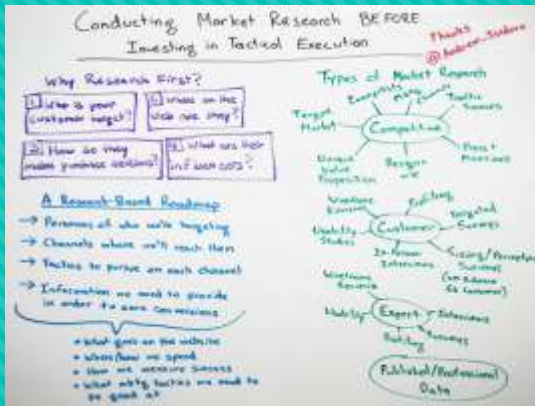 Conducting Market Research BEFORE
Investing in Tactical Execution
Thanks
Why Research First?
1 Who is your
customer target?
2 Where on the
web are they?
3 How do they
make purchase decisions?
4 What are their
influencers?
A Research-Based Roadmap
→ Personas of who we're targeting
→ Channels where we'll reach them
→ Tactics to pursue on each channel
→ Information we need to provide
in order to earn conversions
• What goes on the website
• Where/how we spend
• How we measure success
• What mktg tactics we need to
be good at
Types of Market Research
Competitive
Target
Market
Traffic
Sources
Unique
Value
Proposition
Customer
Profiling
Targeted
Surveys
Usability
Studies
In-Person
Interviews
Sizing/Perception
Surveys
Expert
Wireframe
Reviews
Usability
Interviews
Surveys
Published/Professional
Data